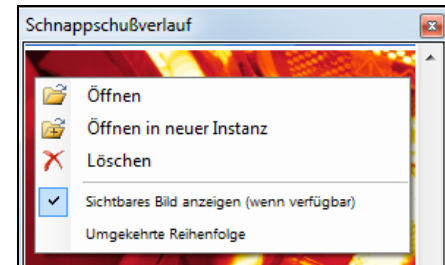 Schnappschußverlauf
Öffnen
Öffnen in neuer Instanz
Löschen
Sichtbares Bild anzeigen (wenn verfügbar)
Umgekehrte Reihenfolge